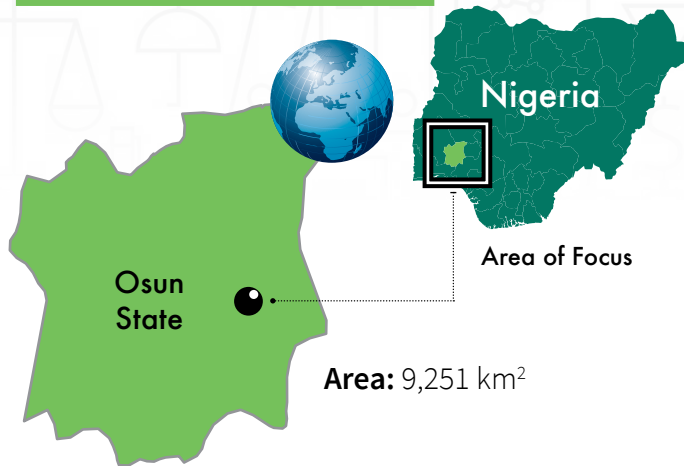 Nigeria
Area of Focus
Osun
State
Area: 9,251 km²